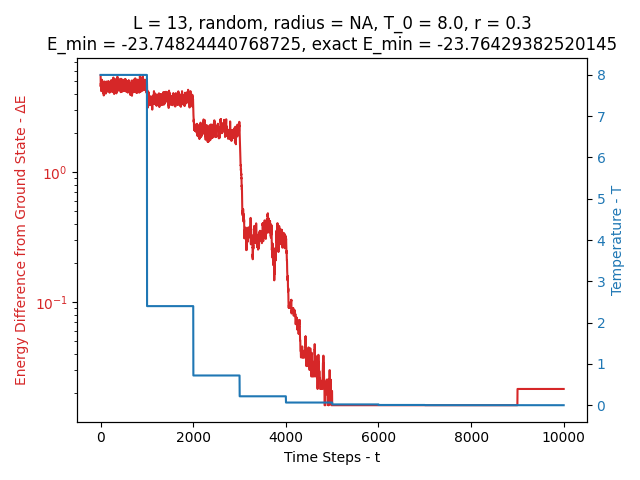 L = 13, random, radius = NA, T_0 = 8.0, r = 0.3
E_min = -23.74824440768725, exact E_min = -23.76429382520145
Energy Difference from Ground State - ΔE
10⁰
10⁻¹
8
7
6
5
4
3
2
1
0
Temperature - T
0 2000 4000 6000 8000 10000
Time Steps - t